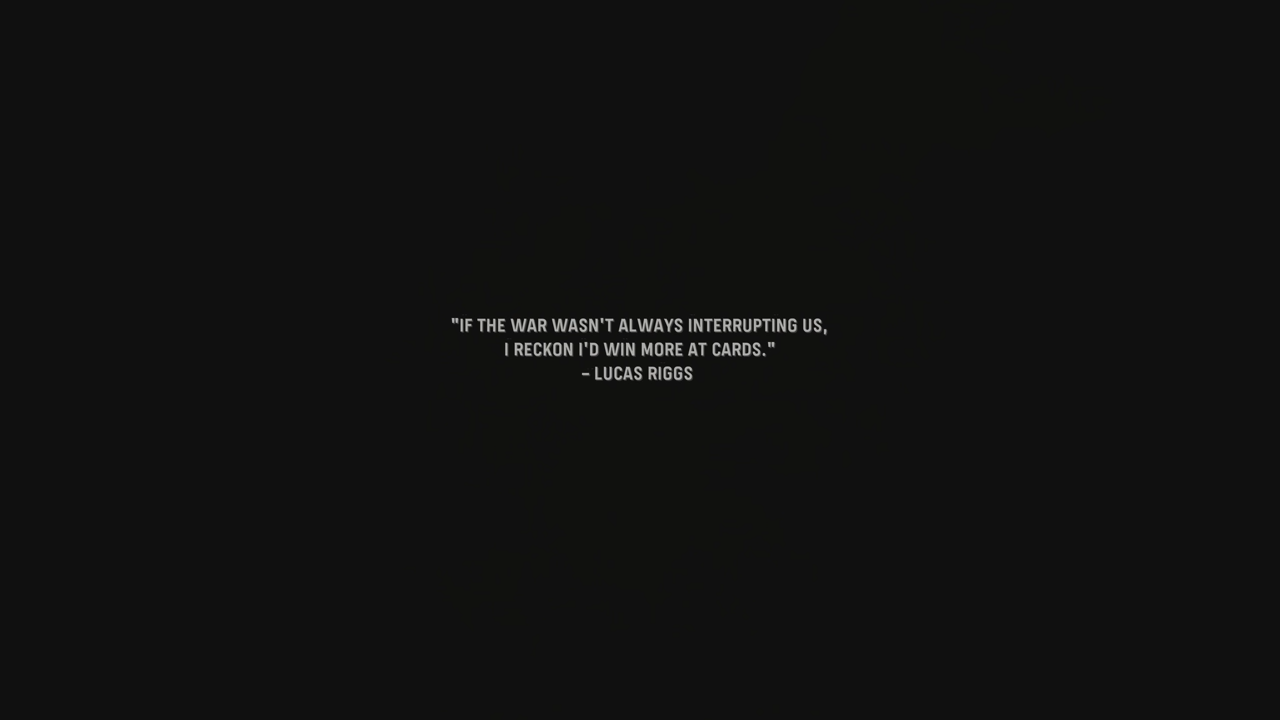 "IF THE WAR WASN'T ALWAYS INTERRUPTING US,
I RECKON I'D WIN MORE AT CARDS."
– LUCAS RIGGS